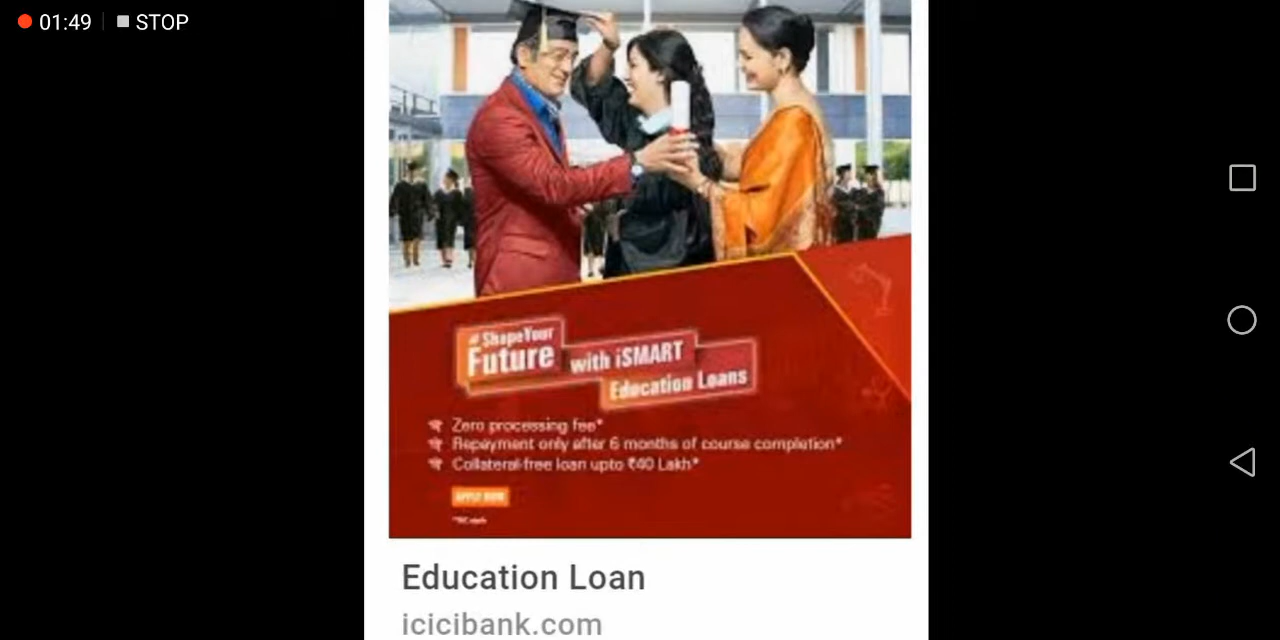 01:49
STOP
# ShapeYour
Future
with iSMART
Education Loans
Zero processing fee*
Repayment only after 6 months of course completion*
Collateral-free loan upto ₹40 Lakh*
APPLY NOW
Education Loan
icicibank.com